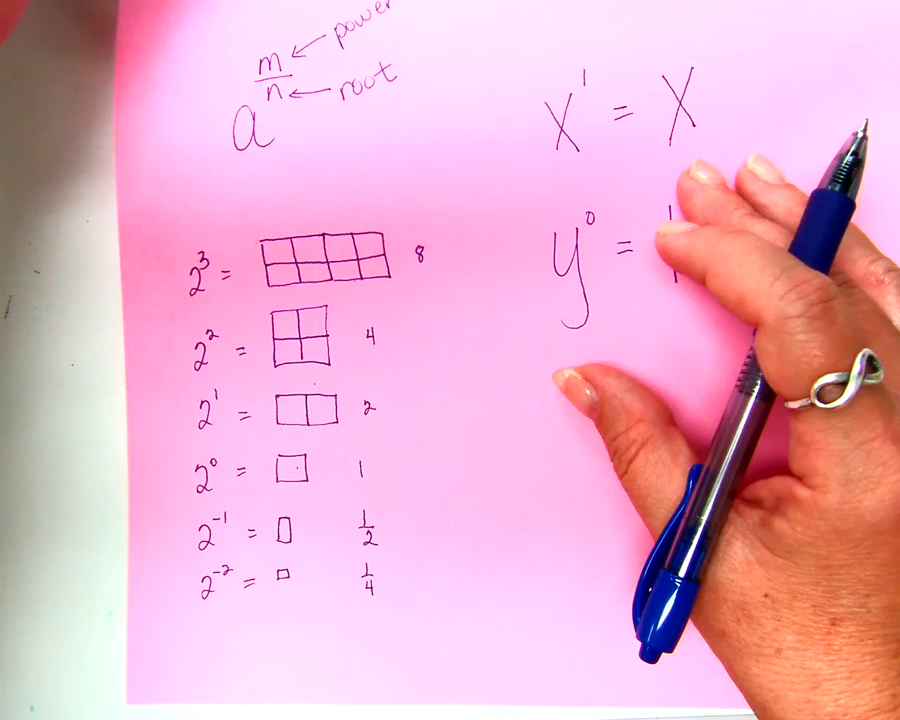 m ← power
n ← root
a
x¹ = x
y⁰ = 1
2³ = 8
2² = 4
2¹ = 2
2⁰ = 1
2⁻¹ = 1/2
2⁻² = 1/4